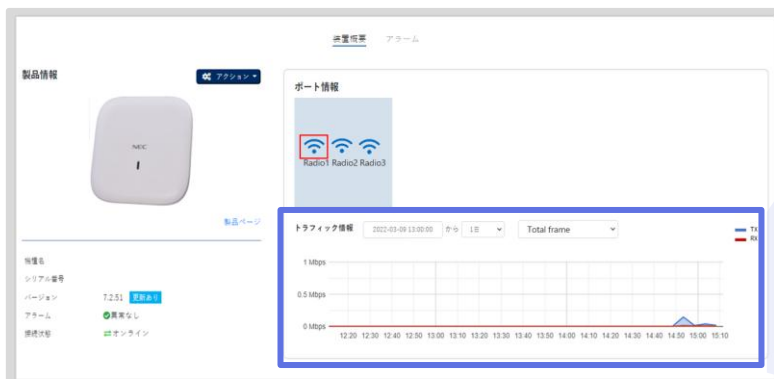 装置概要 アラーム
製品情報
アクション
ポート情報
NEC
Radio1 Radio2 Radio3
製品ページ
トラフィック情報 2022-03-08 13:00:00 から 1日 Total frame
TX
RX
機種名
シリアル番号
バージョン 7.2.51 更新あり
アラーム 異常なし
接続状態 オンライン
1 Mbps
0.5 Mbps
0 Mbps
12:20 12:30 12:40 12:50 13:00 13:10 13:20 13:30 13:40 13:50 14:00 14:10 14:20 14:30 14:40 14:50 15:00 15:10